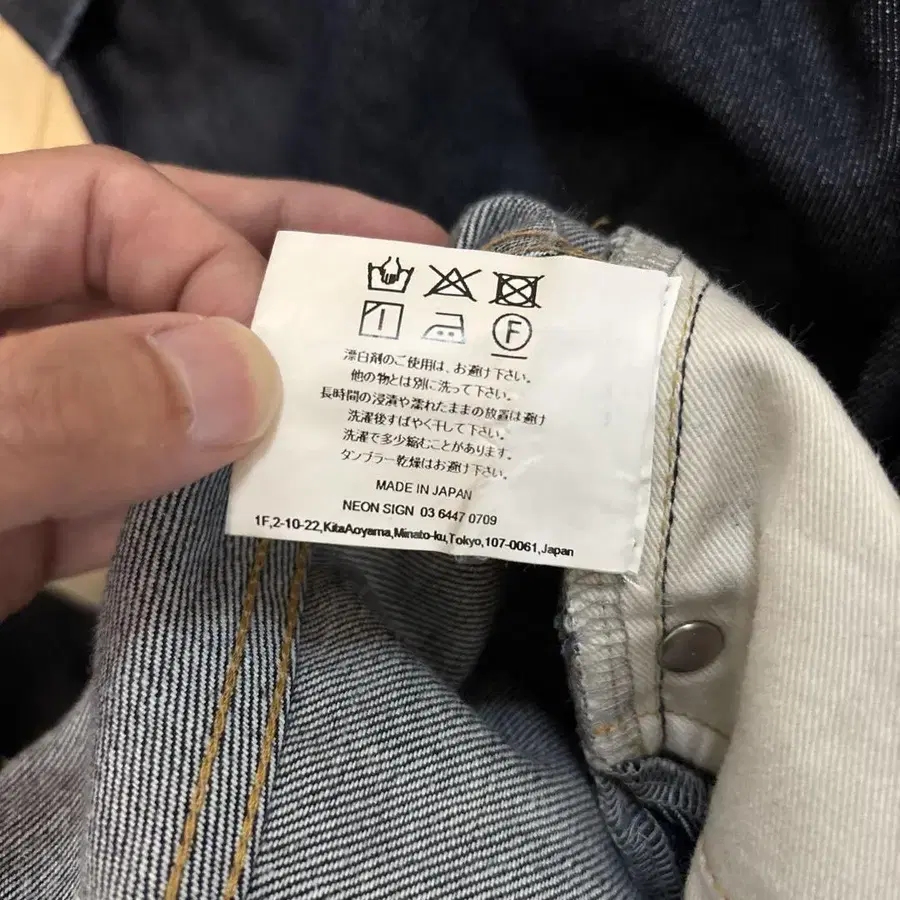 F
漂白剤のご使用は、お避け下さい。
他の物とは別に洗って下さい。
長時間の浸漬や濡れたままの放置は避け
洗濯後すばやく干して下さい。
洗濯で多少縮むことがあります。
タンブラー乾燥はお避け下さい。
MADE IN JAPAN
NEON SIGN 03 6447 0709
1F,2-10-22,KitaAoyama,Minato-ku,Tokyo,107-0061,Japan